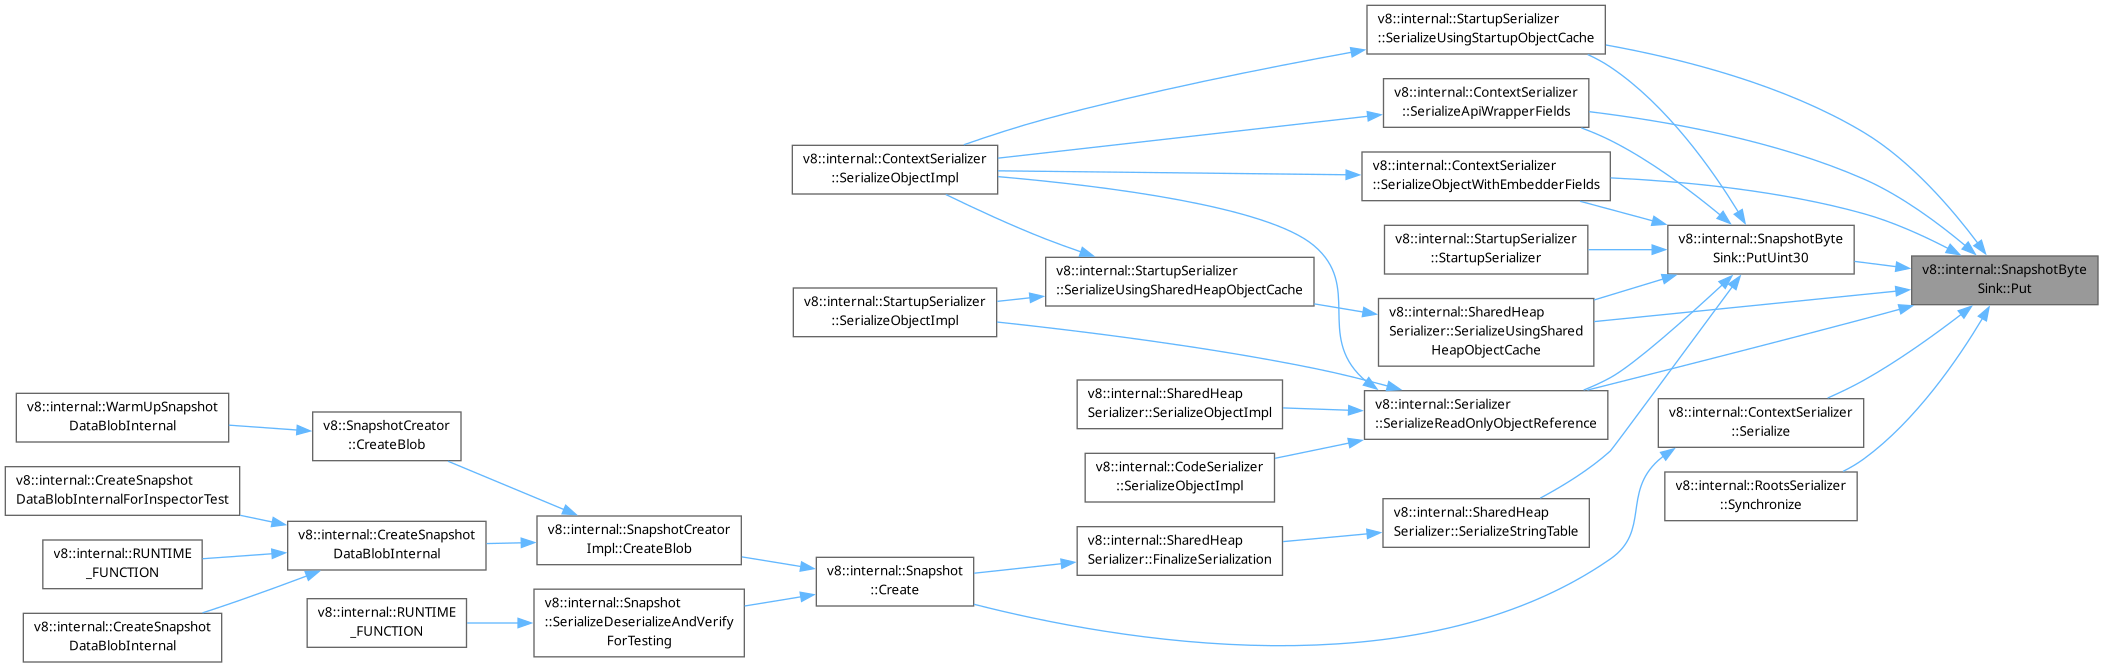 v8::internal::StartupSerializer
::SerializeUsingStartupObjectCache
v8::internal::ContextSerializer
::SerializeApiWrapperFields
v8::internal::ContextSerializer
::SerializeObjectImpl
v8::internal::ContextSerializer
::SerializeObjectWithEmbedderFields
v8::internal::StartupSerializer
::StartupSerializer
v8::internal::SnapshotByte
Sink::PutUint30
v8::internal::SnapshotByte
Sink::Put
v8::internal::StartupSerializer
::SerializeUsingSharedHeapObjectCache
v8::internal::StartupSerializer
::SerializeObjectImpl
v8::internal::SharedHeap
Serializer::SerializeUsingShared
HeapObjectCache
v8::internal::SharedHeap
Serializer::SerializeObjectImpl
v8::internal::Serializer
::SerializeReadOnlyObjectReference
v8::internal::ContextSerializer
::Serialize
v8::internal::WarmUpSnapshot
DataBlobInternal
v8::SnapshotCreator
::CreateBlob
v8::internal::CodeSerializer
::SerializeObjectImpl
v8::internal::RootsSerializer
::Synchronize
v8::internal::CreateSnapshot
DataBlobInternalForInspectorTest
v8::internal::SharedHeap
Serializer::SerializeStringTable
v8::internal::CreateSnapshot
DataBlobInternal
v8::internal::SnapshotCreator
Impl::CreateBlob
v8::internal::SharedHeap
Serializer::FinalizeSerialization
v8::internal::RUNTIME
_FUNCTION
v8::internal::Snapshot
::Create
v8::internal::CreateSnapshot
DataBlobInternal
v8::internal::RUNTIME
_FUNCTION
v8::internal::Snapshot
::SerializeDeserializeAndVerify
ForTesting